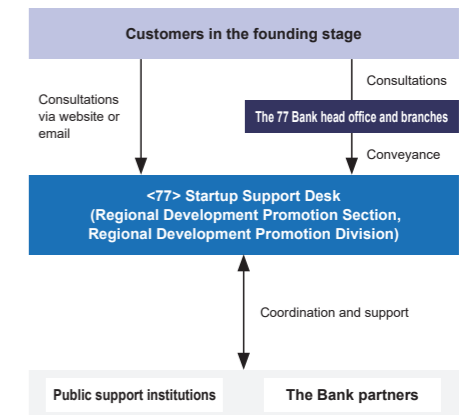 Customers in the founding stage
Consultations
via website or
email
Consultations
The 77 Bank head office and branches
Conveyance
<77> Startup Support Desk
(Regional Development Promotion Section,
Regional Development Promotion Division)
Coordination and support
Public support institutions
The Bank partners